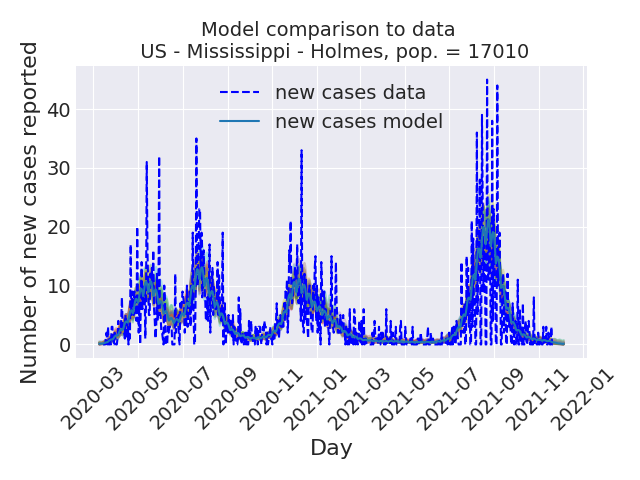 Model comparison to data
US - Mississippi - Holmes, pop. = 17010
Number of new cases reported
40
30
20
10
0
new cases data
new cases model
2020-03
2020-05
2020-07
2020-09
2020-11
2021-01
2021-03
2021-05
2021-07
2021-09
2021-11
2022-01
Day